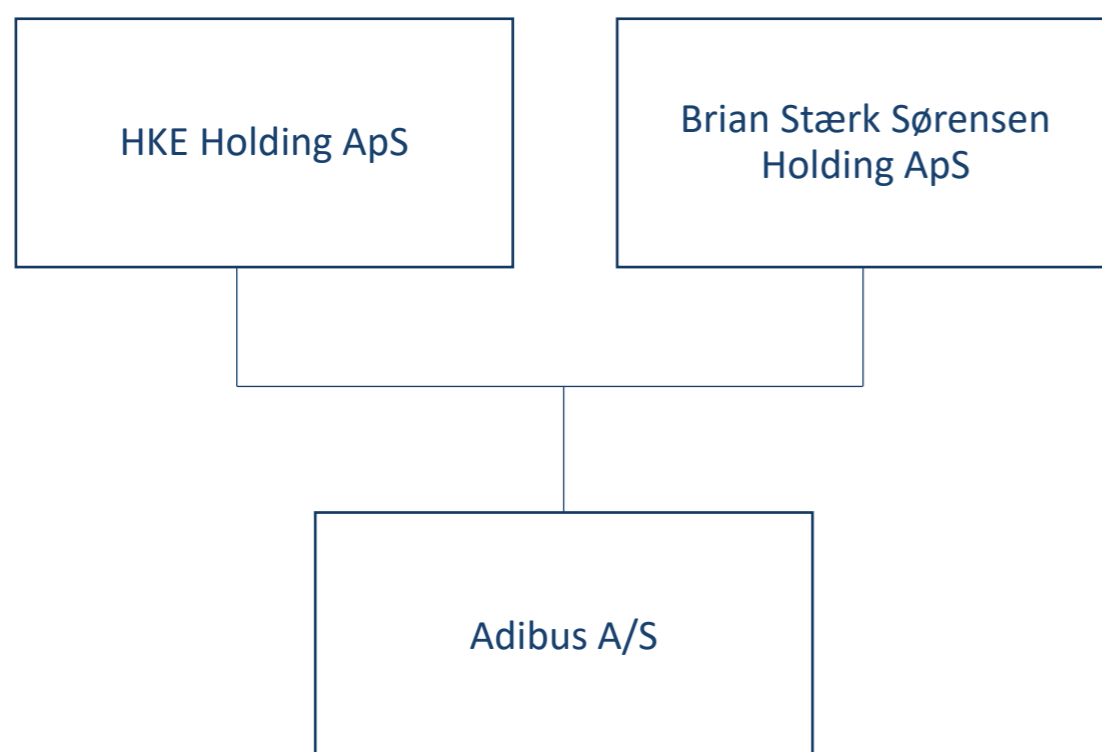 HKE Holding ApS
Brian Stærk Sørensen
Holding ApS
Adibus A/S